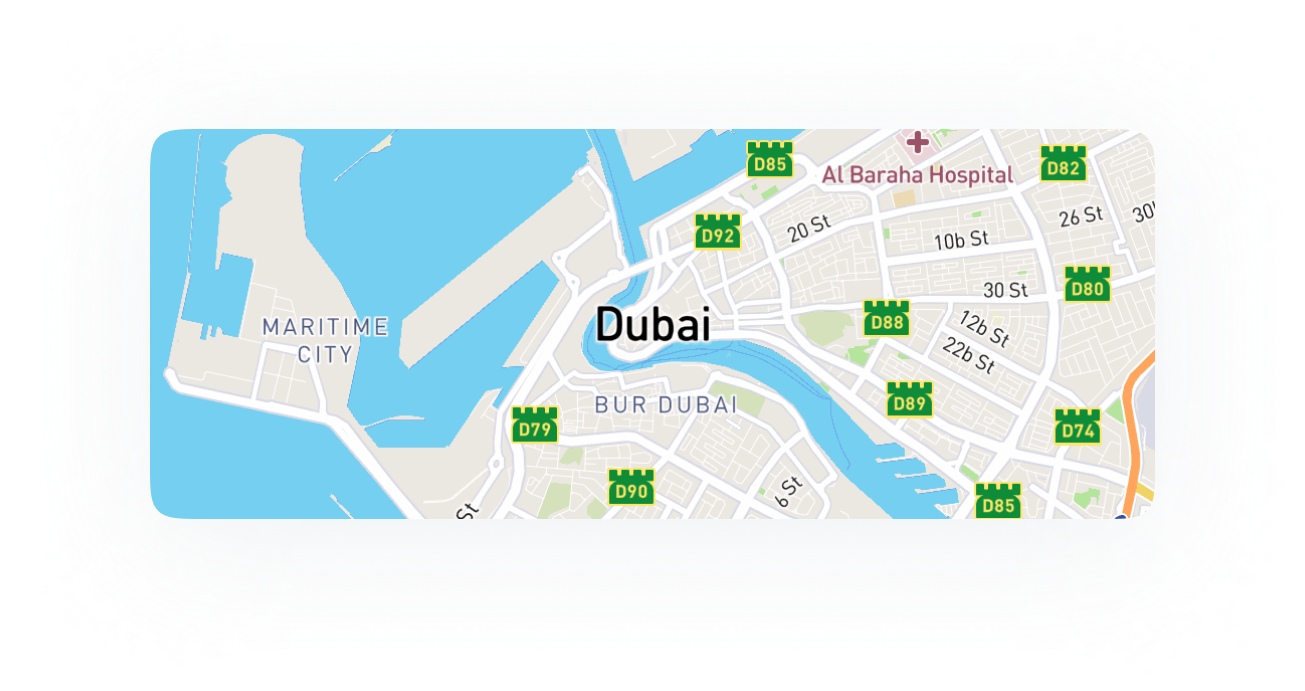 D85
Al Baraha Hospital
D82
D92
20 St
26 St
10b St
30 St
D80
MARITIME
CITY
Dubai
D88
12b St
22b St
BUR DUBAI
D89
D79
D74
D90
6 St
D85
St